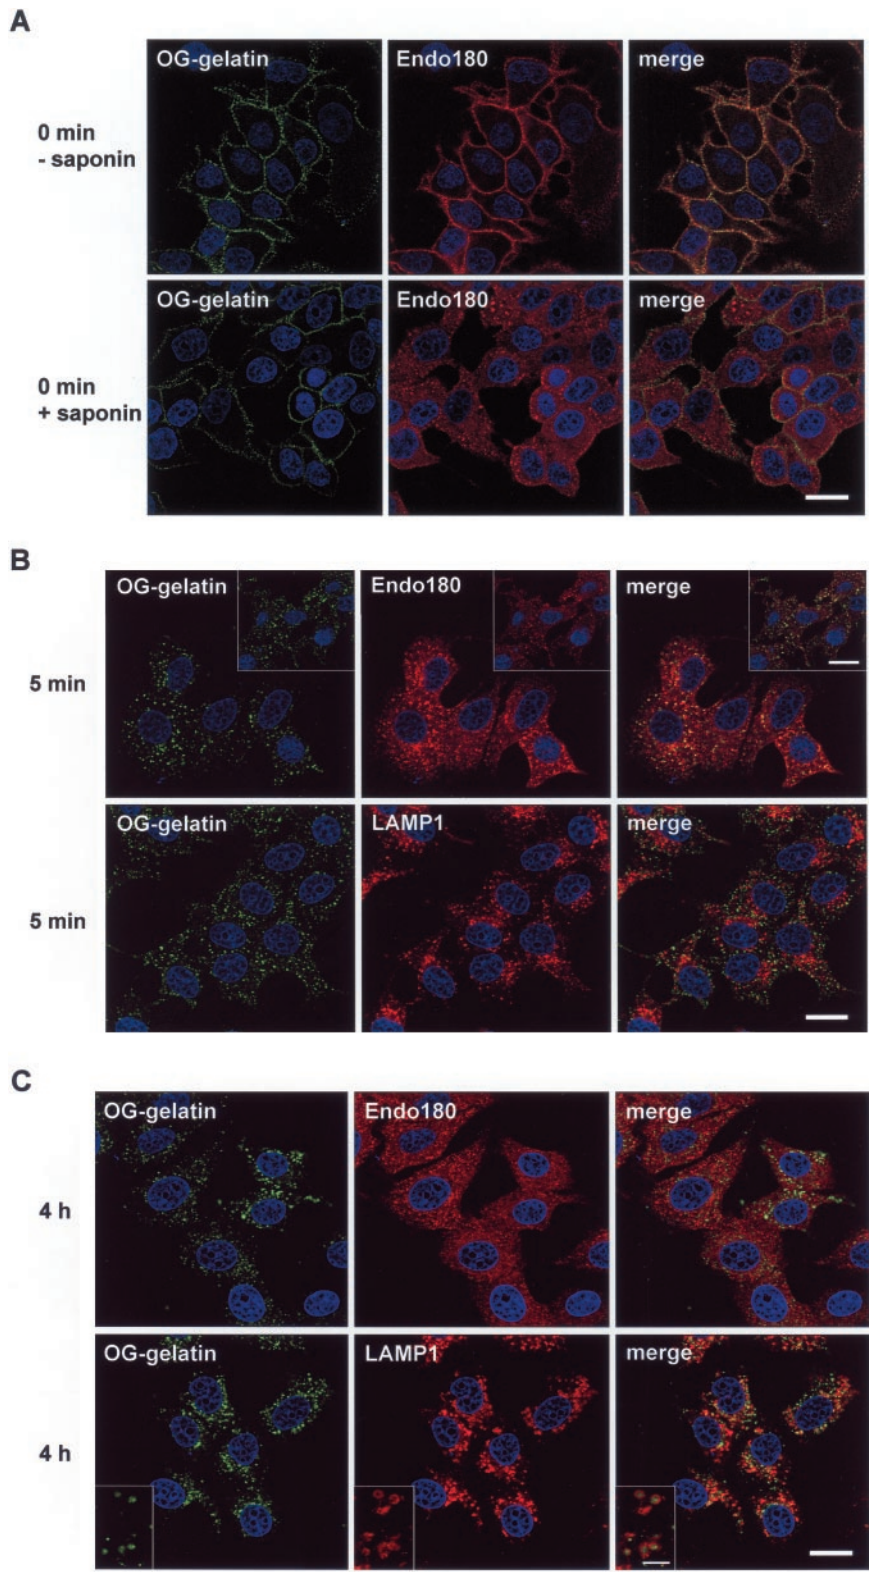 A
OG-gelatin Endo180 merge
0 min
- saponin
OG-gelatin Endo180 merge
0 min
+ saponin
B
OG-gelatin Endo180 merge
5 min
OG-gelatin LAMP1 merge
5 min
C
OG-gelatin Endo180 merge
4 h
OG-gelatin LAMP1 merge
4 h